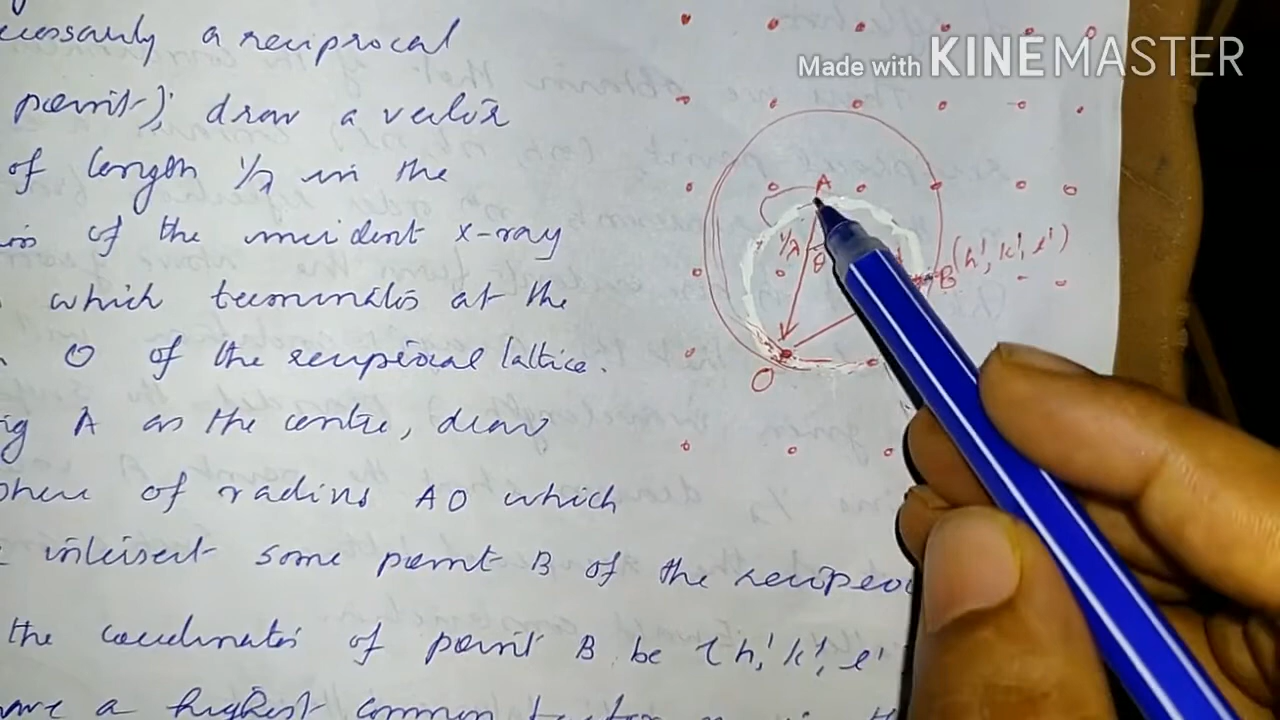 Made with KINEMASTER
a reciprocal
point); draw a vector
of length 1/λ in the
of the incident x-ray
which terminates at the
O of the reciprocal lattice.
A as the centre, draw
of radius AO which
intersect some point B of the
the coordinates of point B be (h', k', l'
a highest common
A
1/λ
θ
B (h', k', l')
O